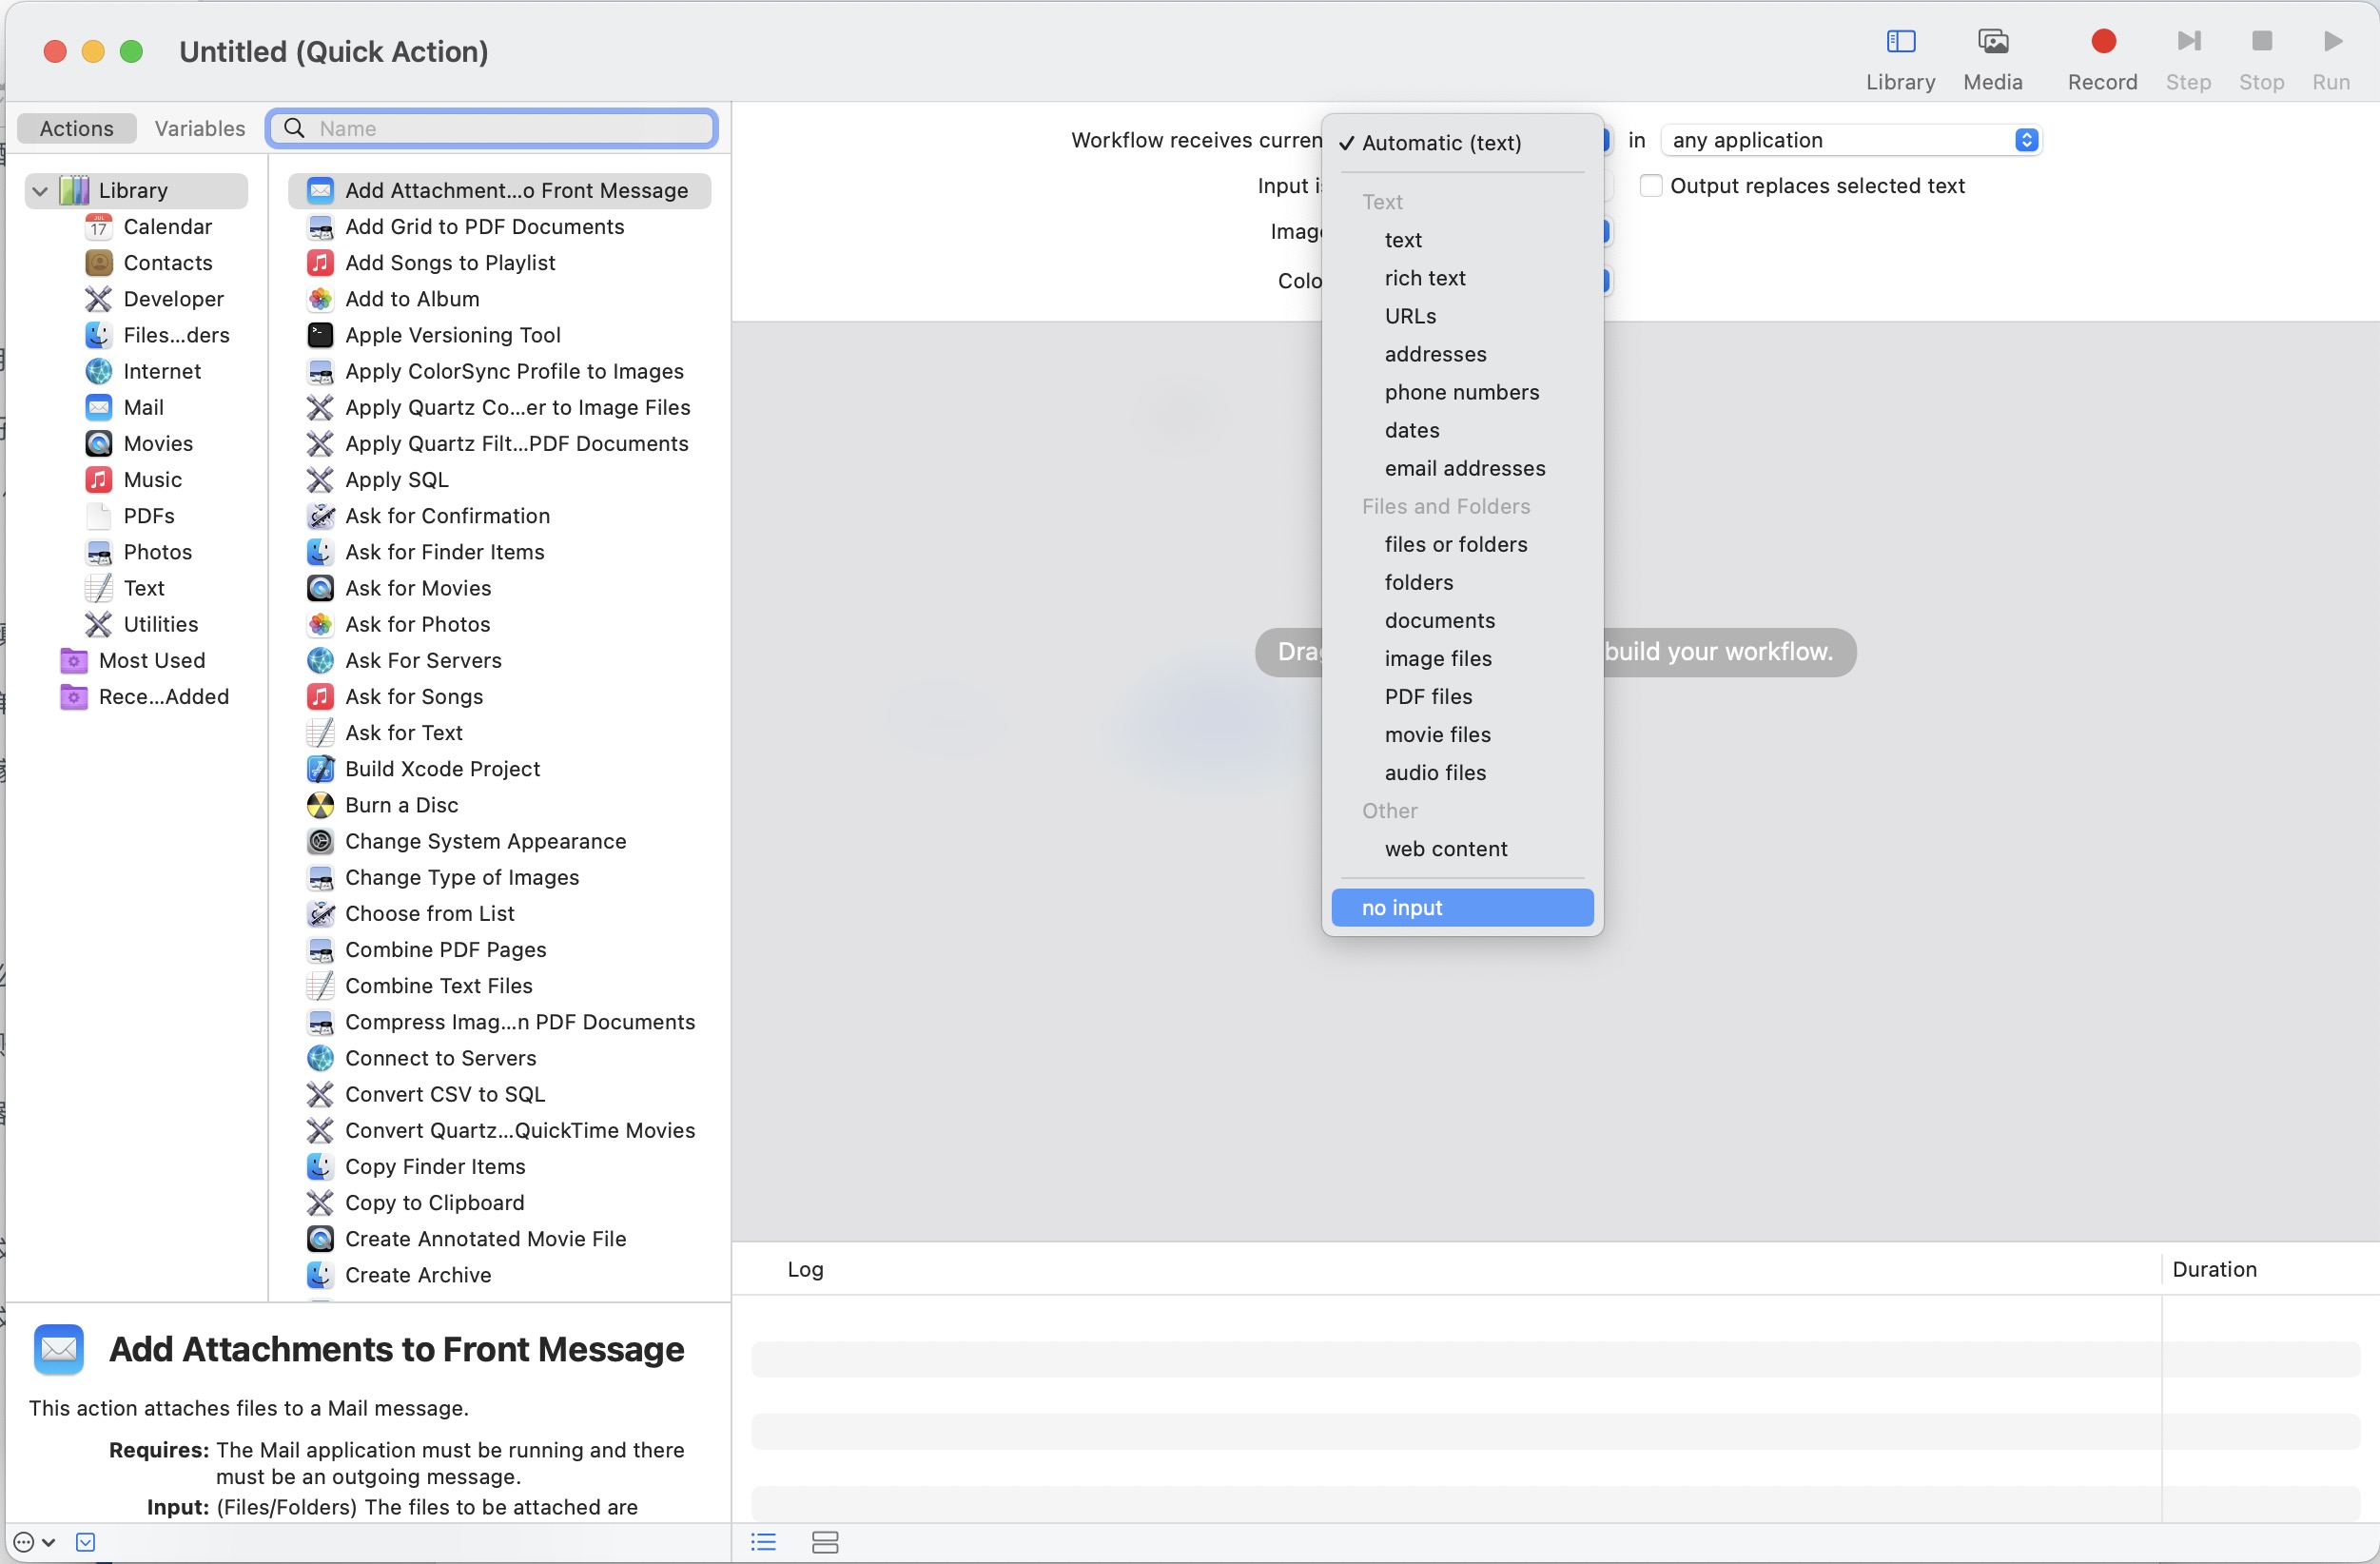 Untitled (Quick Action)
Library
Media
Record
Step
Stop
Run
Actions
Variables
Name
Library
Calendar
Contacts
Developer
Files...ders
Internet
Mail
Movies
Music
PDFs
Photos
Text
Utilities
Most Used
Rece...Added
Add Attachment...o Front Message
Add Grid to PDF Documents
Add Songs to Playlist
Add to Album
Apple Versioning Tool
Apply ColorSync Profile to Images
Apply Quartz Co...er to Image Files
Apply Quartz Filt...PDF Documents
Apply SQL
Ask for Confirmation
Ask for Finder Items
Ask for Movies
Ask for Photos
Ask For Servers
Ask for Songs
Ask for Text
Build Xcode Project
Burn a Disc
Change System Appearance
Change Type of Images
Choose from List
Combine PDF Pages
Combine Text Files
Compress Imag...n PDF Documents
Connect to Servers
Convert CSV to SQL
Convert Quartz...QuickTime Movies
Copy Finder Items
Copy to Clipboard
Create Annotated Movie File
Create Archive
Add Attachments to Front Message
This action attaches files to a Mail message.
Requires: The Mail application must be running and there
must be an outgoing message.
Input: (Files/Folders) The files to be attached are
Workflow receives curren
in any application
Input i
Output replaces selected text
Imag
Colo
Automatic (text)
Text
text
rich text
URLs
addresses
phone numbers
dates
email addresses
Files and Folders
files or folders
folders
documents
image files
PDF files
movie files
audio files
Other
web content
no input
Drag build your workflow.
Log
Duration